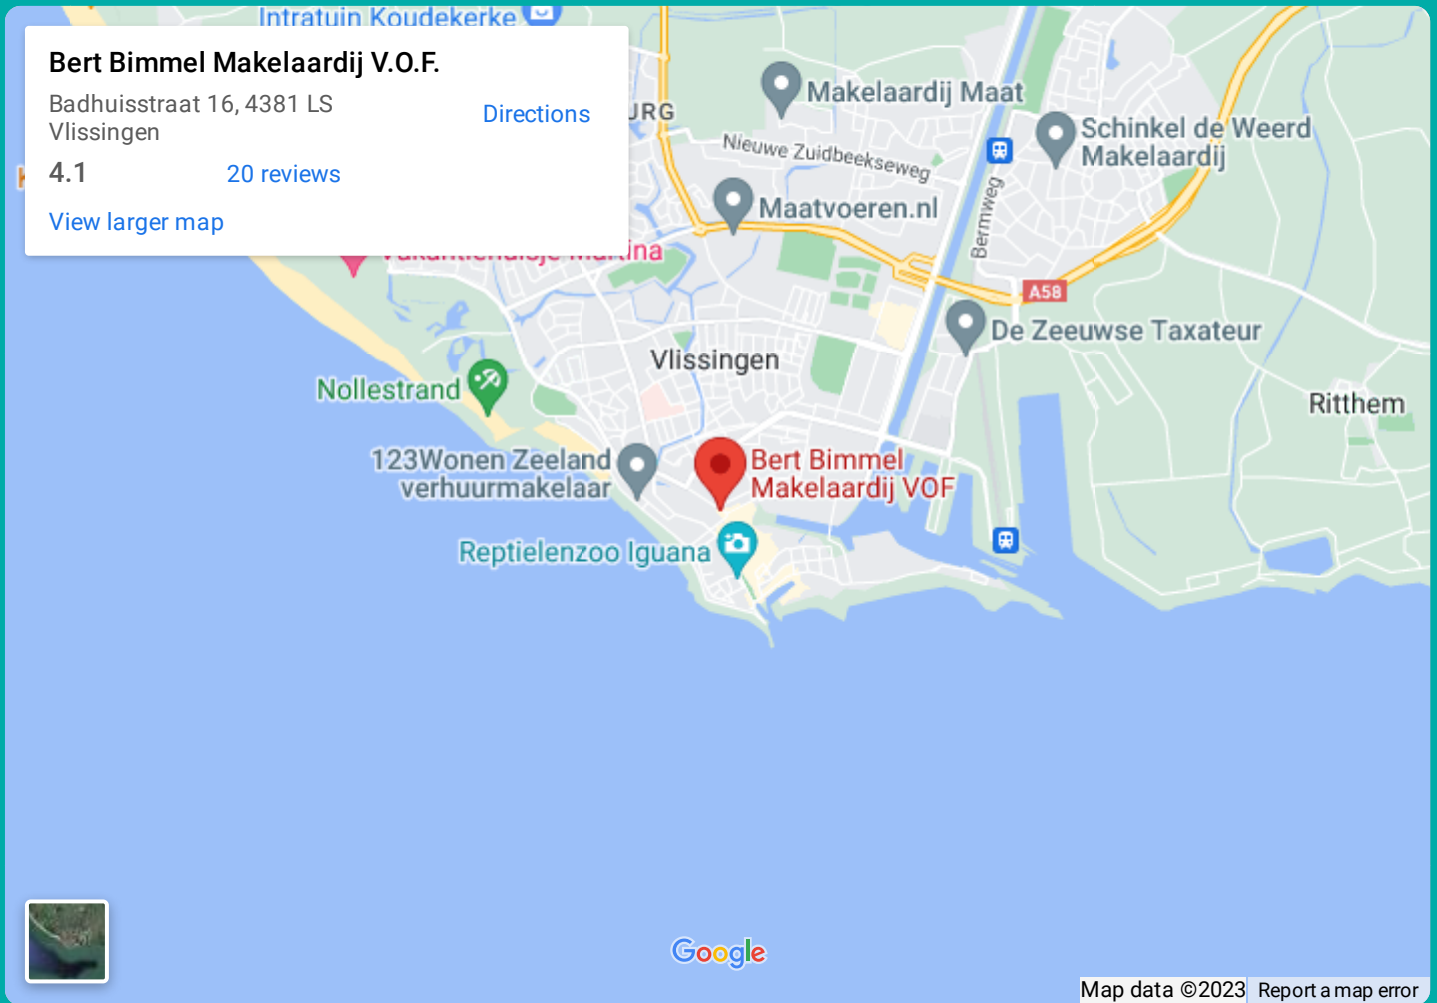 Intratuin Koudekerke
Bert Bimmel Makelaardij V.O.F.
Badhuisstraat 16, 4381 LS
Vlissingen
Directions
4.1
20 reviews
View larger map
Makelaardij Maat
Schinkel de Weerd
Makelaardij
Nieuwe Zuidbeekseweg
Maatvoeren.nl
Bermweg
A58
De Zeeuwse Taxateur
Vlissingen
Nollestrand
Ritthem
123Wonen Zeeland
verhuurmakelaar
Bert Bimmel
Makelaardij VOF
Reptielenzoo Iguana
Google
Map data ©2023
Report a map error